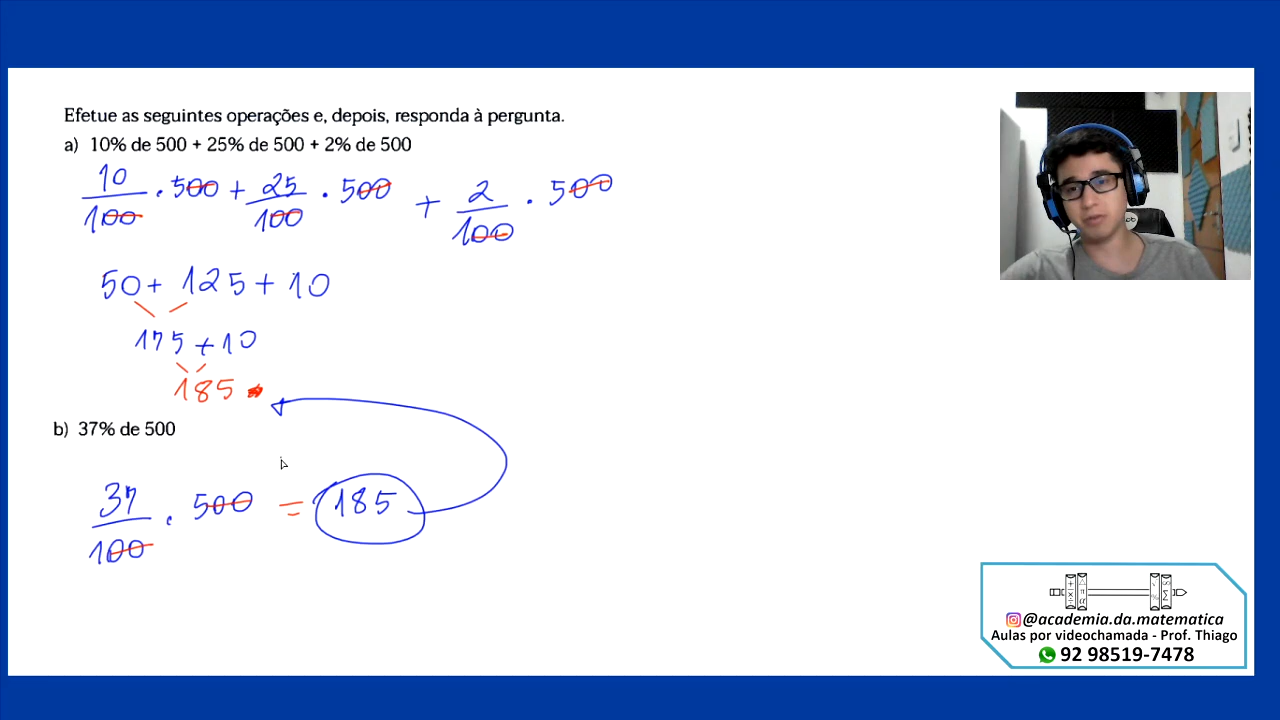 Efetue as seguintes operações e, depois, responda à pergunta.
a) 10% de 500 + 25% de 500 + 2% de 500
10/100 . 500 + 25/100 . 500 + 2/100 . 500
50 + 125 + 10
175 + 10
185
b) 37% de 500
37/100 . 500 = 185
@academia.da.matematica
Aulas por videochamada - Prof. Thiago
92 98519-7478